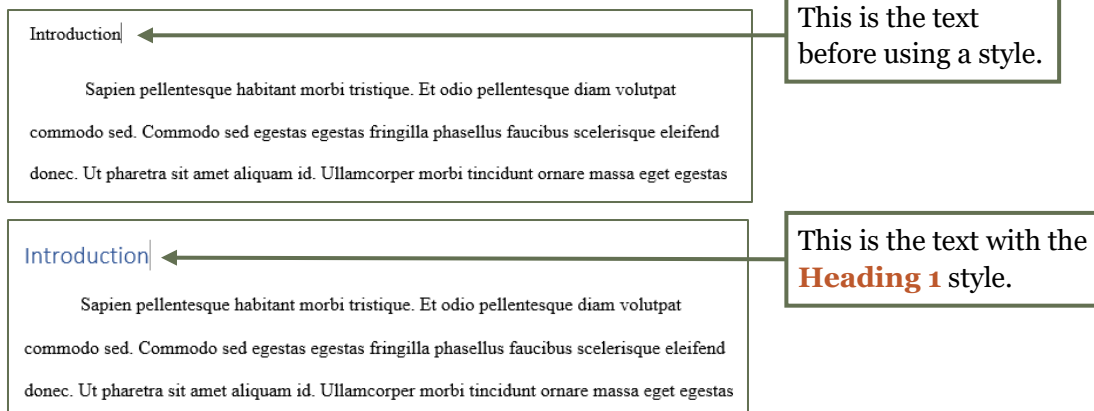 Introduction
This is the text
before using a style.
Sapien pellentesque habitant morbi tristique. Et odio pellentesque diam volutpat
commodo sed. Commodo sed egestas egestas fringilla phasellus faucibus scelerisque eleifend
donec. Ut pharetra sit amet aliquam id. Ullamcorper morbi tincidunt ornare massa eget egestas
Introduction
This is the text with the
Heading 1 style.
Sapien pellentesque habitant morbi tristique. Et odio pellentesque diam volutpat
commodo sed. Commodo sed egestas egestas fringilla phasellus faucibus scelerisque eleifend
donec. Ut pharetra sit amet aliquam id. Ullamcorper morbi tincidunt ornare massa eget egestas